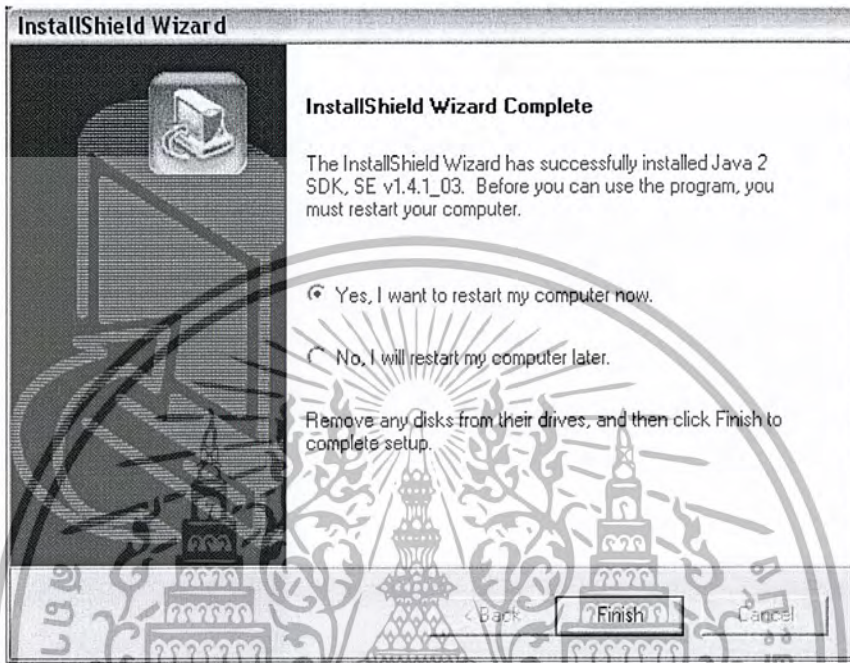 InstallShield Wizard
InstallShield Wizard Complete
The InstallShield Wizard has successfully installed Java 2
SDK, SE v1.4.1_03. Before you can use the program, you
must restart your computer.
Yes, I want to restart my computer now.
No, I will restart my computer later.
Remove any disks from their drives, and then click Finish to
complete setup.
< Back
Finish
Cancel